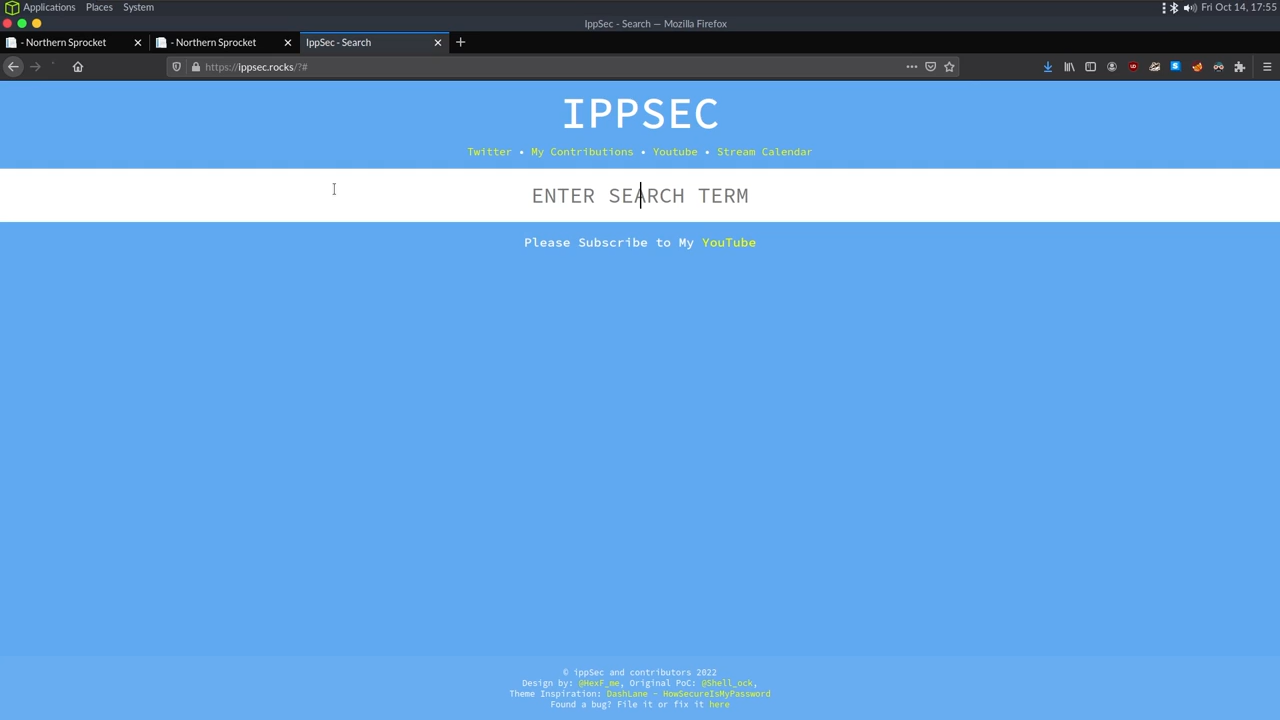 Applications Places System Fri Oct 14, 17:55
IppSec - Search — Mozilla Firefox
- Northern Sprocket - Northern Sprocket IppSec - Search
https://ippsec.rocks/?#
IPPSEC
Twitter • My Contributions • Youtube • Stream Calendar
ENTER SEARCH TERM
Please Subscribe to My YouTube
© ippSec and contributors 2022
Design by: @HexF_me, Original PoC: @Shell_ock,
Theme Inspiration: DashLane - HowSecureIsMyPassword
Found a bug? File it or fix it here